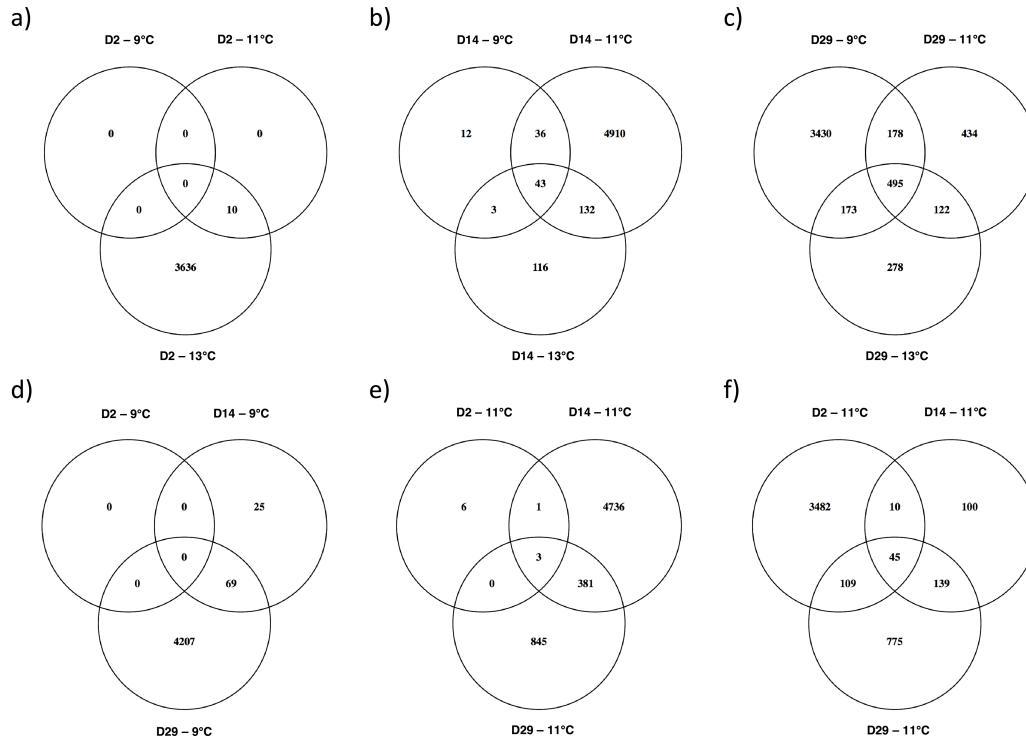 a)
b)
c)
D2 – 9°C
D2 – 11°C
D14 – 9°C
D14 – 11°C
D29 – 9°C
D29 – 11°C
0
0
0
12
36
4910
3430
178
434
0
43
495
0
10
3
132
173
122
3636
116
278
D2 – 13°C
D14 – 13°C
D29 – 13°C
d)
e)
f)
D2 – 9°C
D14 – 9°C
D2 – 11°C
D14 – 11°C
D2 – 11°C
D14 – 11°C
0
0
25
6
1
4736
3482
10
100
0
3
45
0
69
0
381
109
139
4207
845
775
D29 – 9°C
D29 – 11°C
D29 – 11°C